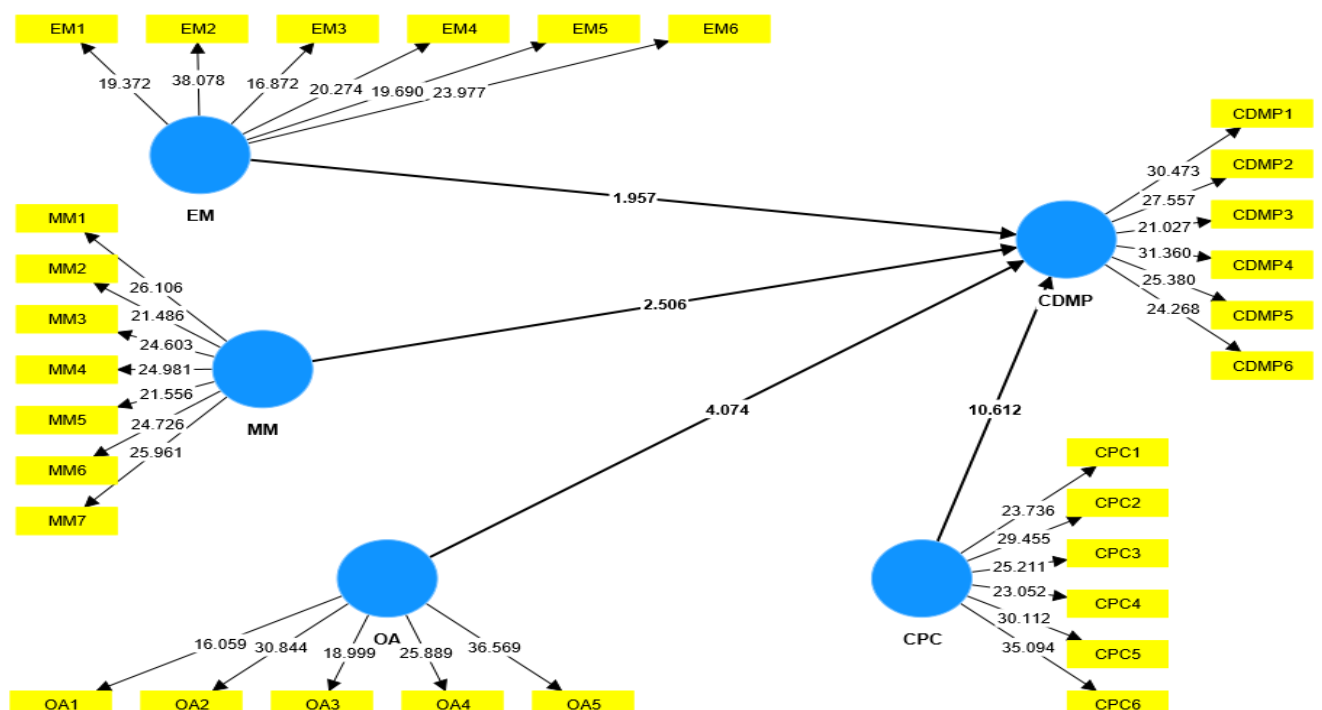 EM1
EM2
EM3
EM4
EM5
EM6
19.372
38.078
16.872
20.274
19.690
23.977
EM
1.957
MM1
MM2
MM3
MM4
MM5
MM6
MM7
26.106
21.486
24.603
24.981
21.556
24.726
25.961
MM
2.506
CDMP1
CDMP2
CDMP3
CDMP4
CDMP5
CDMP6
30.473
27.557
21.027
31.360
25.380
24.268
CDMP
4.074
10.612
OA
16.059
30.844
18.999
25.889
36.569
OA1
OA2
OA3
OA4
OA5
CPC
23.736
29.455
25.211
23.052
30.112
35.094
CPC1
CPC2
CPC3
CPC4
CPC5
CPC6